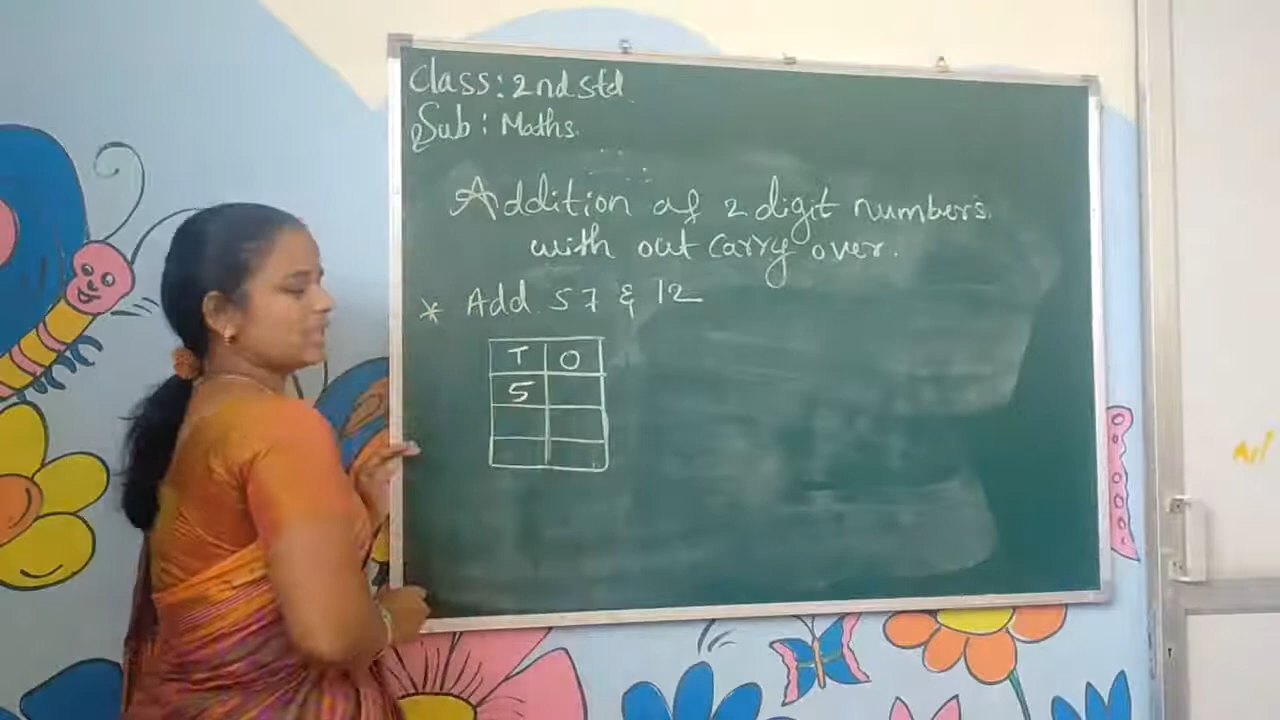 Class: 2nd std
Sub: Maths.
Addition of 2 digit numbers.
with out carry over.
* Add 57 & 12
T O
5